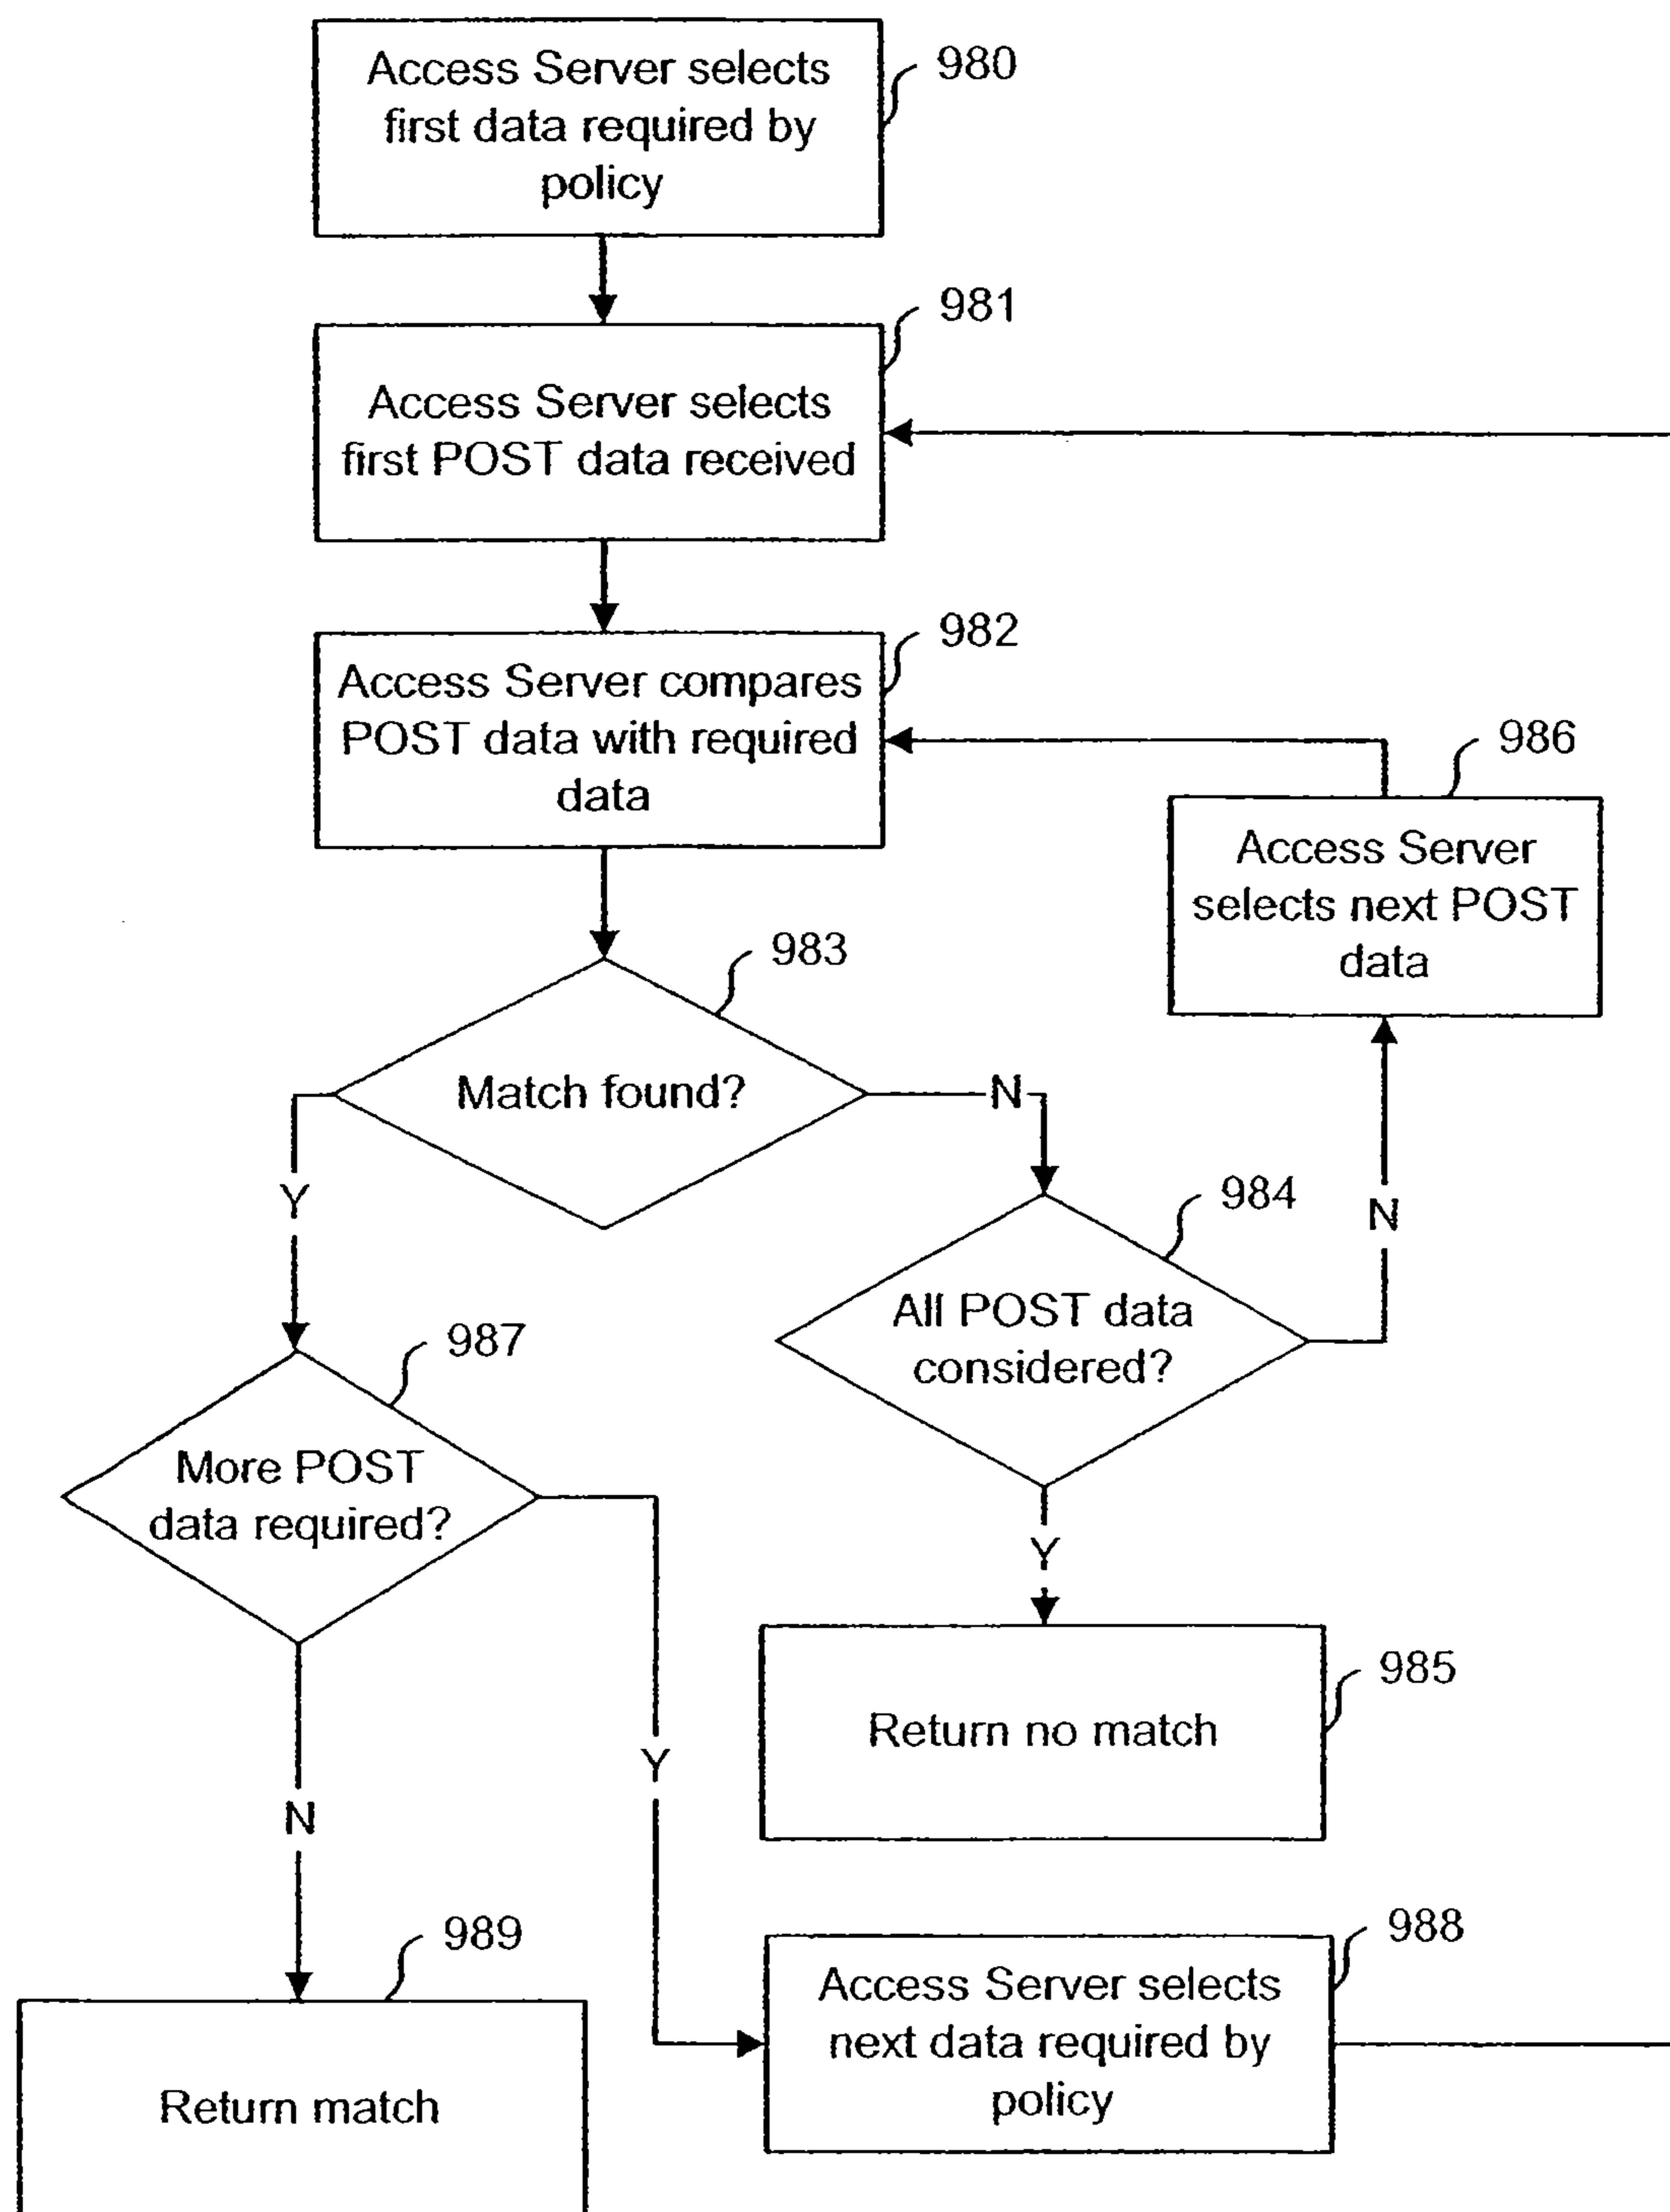 Access Server selects
first data required by
policy
980
Access Server selects
first POST data received
981
Access Server compares
POST data with required
data
982
Access Server
selects next POST
data
986
Match found?
983
Y
N
All POST data
considered?
984
N
Y
More POST
data required?
987
Y
N
Return no match
985
Access Server selects
next data required by
policy
988
Return match
989